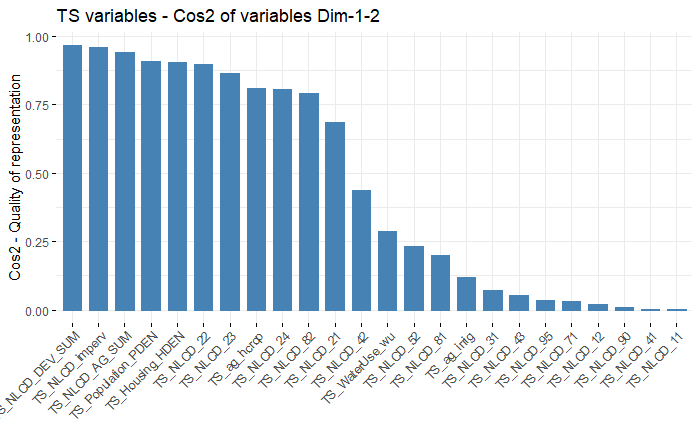 TS variables - Cos2 of variables Dim-1-2
Cos2 - Quality of representation
1.00
0.75
0.50
0.25
0.00
TS_NLCD_DEV_SUM
TS_NLCD_Imperv
TS_NLCD_AG_SUM
TS_Population_PDEN
TS_Housing_HDEN
TS_NLCD_22
TS_NLCD_23
TS_ag_hcrop
TS_NLCD_24
TS_NLCD_82
TS_NLCD_21
TS_NLCD_42
TS_WaterUse_wu
TS_NLCD_52
TS_NLCD_81
TS_ag_Irrig
TS_NLCD_31
TS_NLCD_43
TS_NLCD_95
TS_NLCD_71
TS_NLCD_12
TS_NLCD_90
TS_NLCD_41
TS_NLCD_11